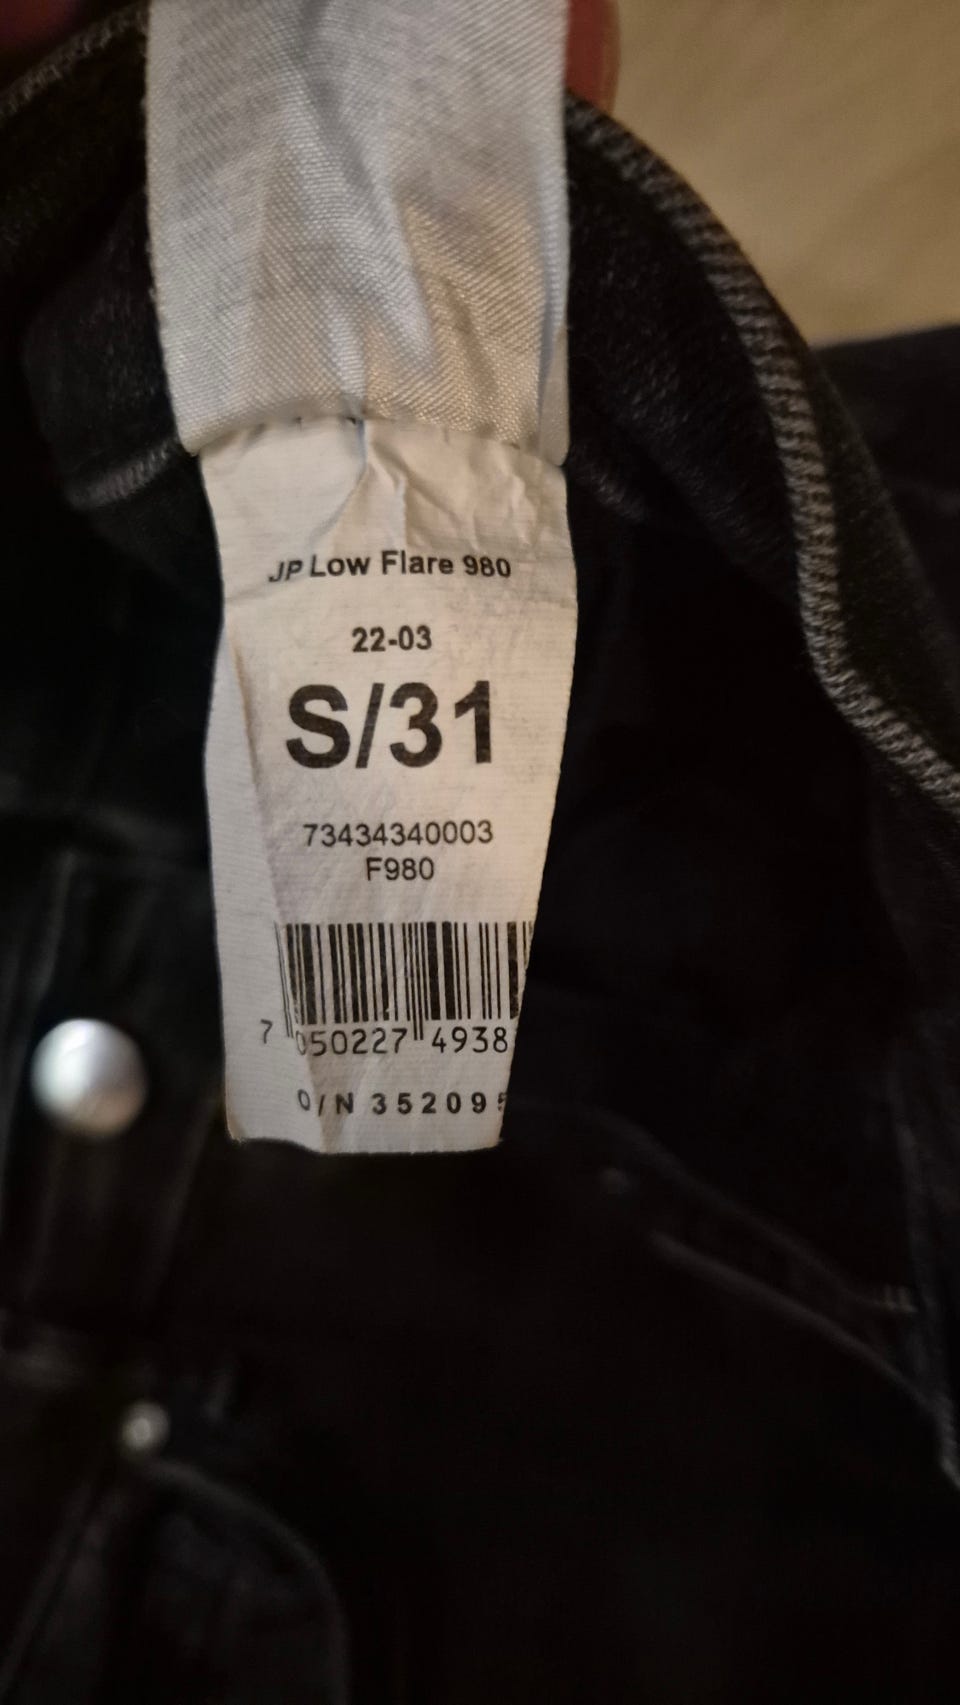 JP Low Flare 980
22-03
S/31
73434340003
F980
7 050227 4938
O/N 35209